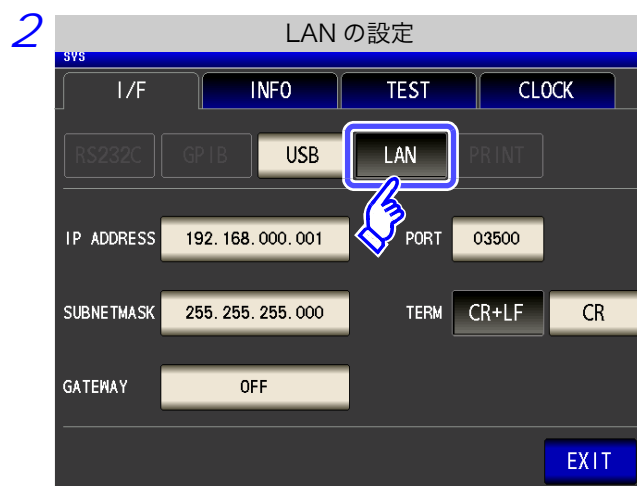 2
LAN の設定
SYS
I/F INFO TEST CLOCK
RS232C GPIB USB LAN PRINT
IP ADDRESS 192.168.000.001 PORT 03500
SUBNETMASK 255.255.255.000 TERM CR+LF CR
GATEWAY OFF
EXIT